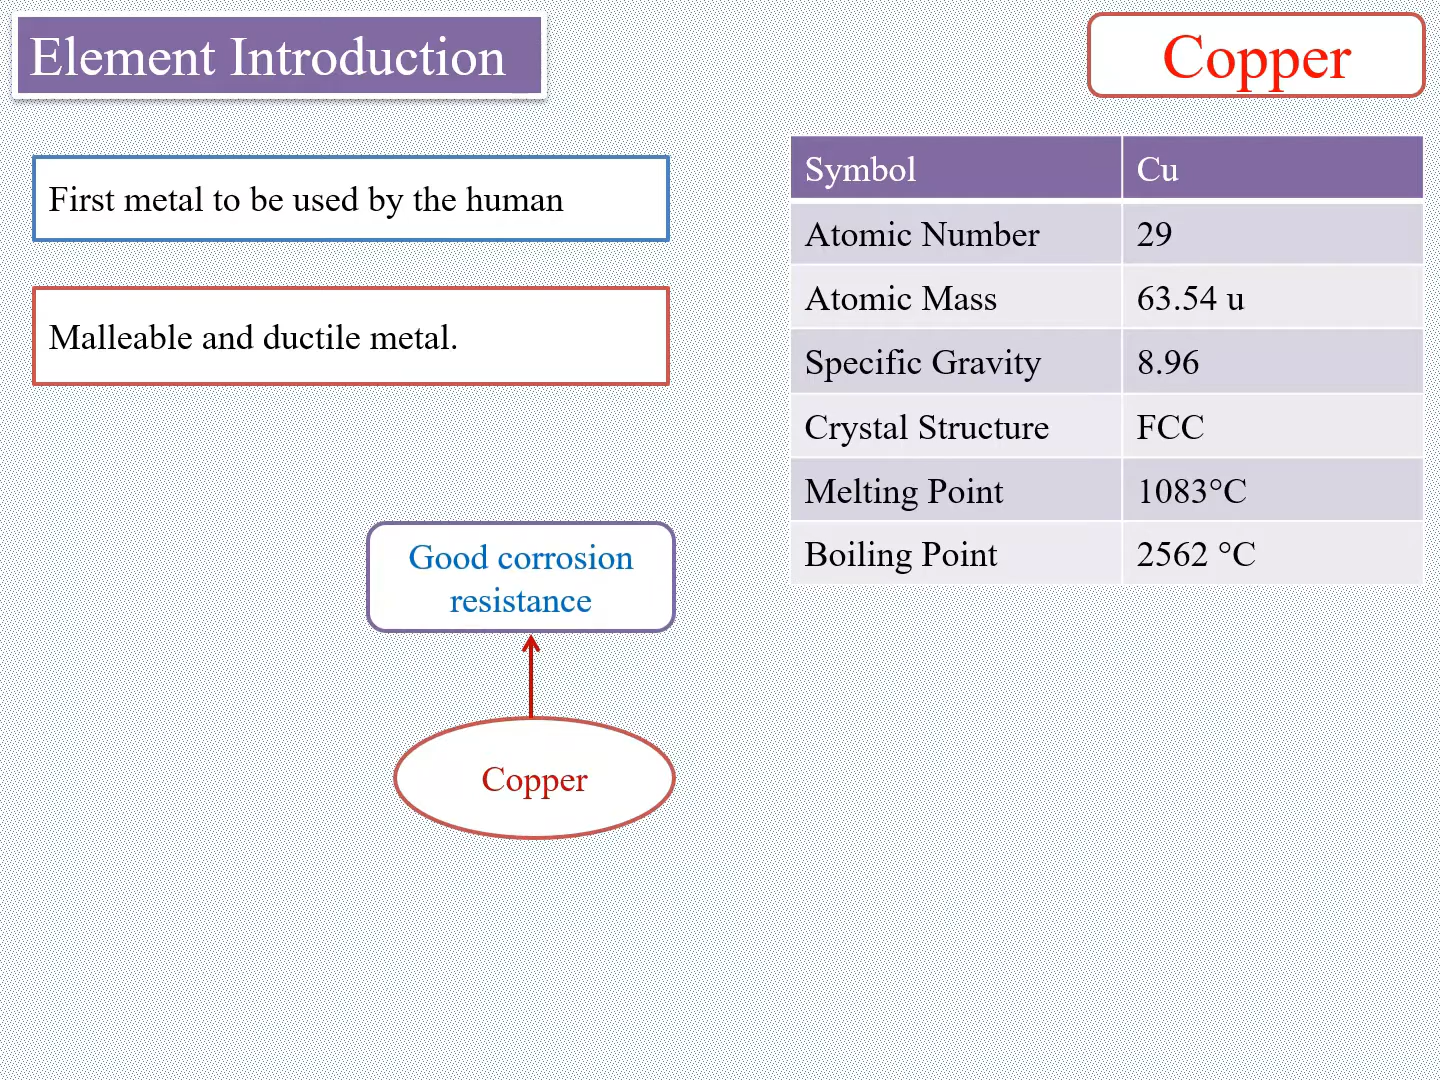 Element Introduction
Copper
First metal to be used by the human
Malleable and ductile metal.
Symbol Cu
Atomic Number 29
Atomic Mass 63.54 u
Specific Gravity 8.96
Crystal Structure FCC
Melting Point 1083°C
Boiling Point 2562 °C
Good corrosion
resistance
Copper